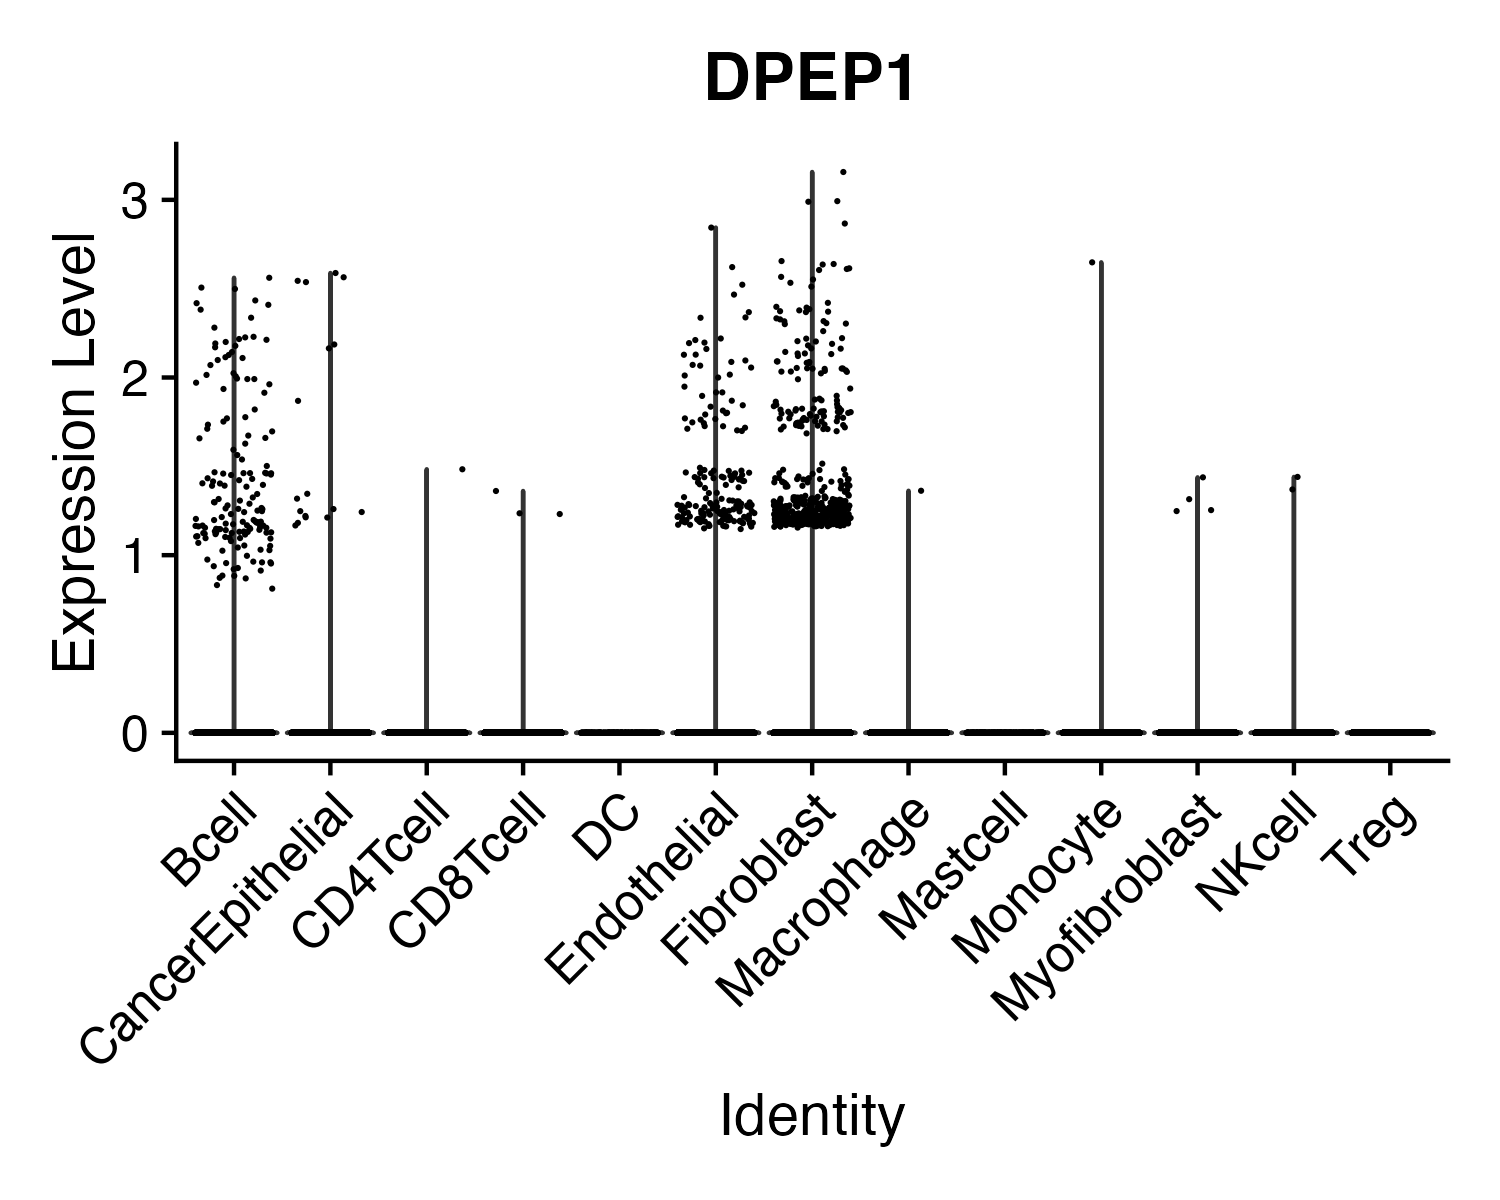 DPEP1
Expression Level
3
2
1
0
Bcell
CancerEpithelial
CD4Tcell
CD8Tcell
DC
Endothelial
Fibroblast
Macrophage
Mastcell
Monocyte
Myofibroblast
NKcell
Treg
Identity